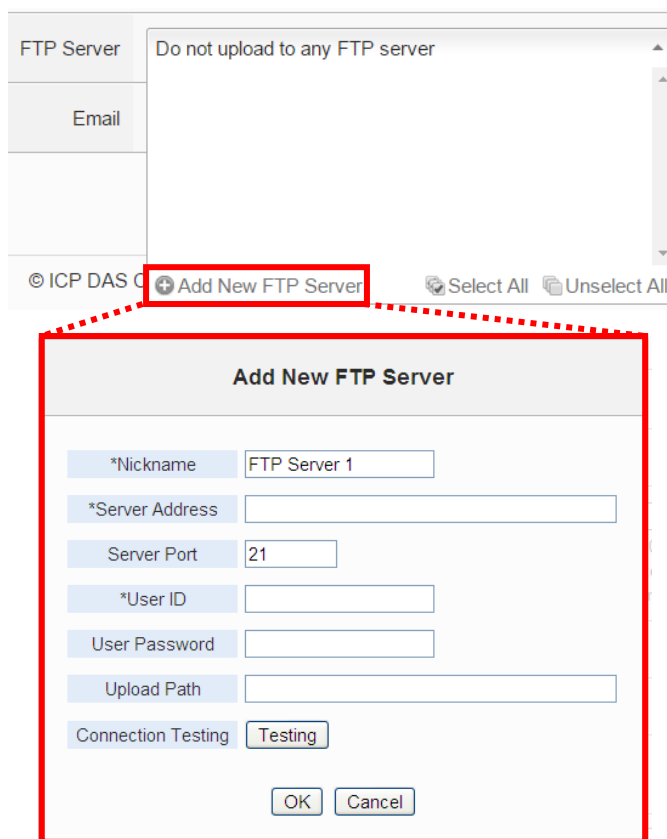 FTP Server
Do not upload to any FTP server
Email
© ICP DAS
Add New FTP Server
Select All
Unselect All
Add New FTP Server
*Nickname
FTP Server 1
*Server Address
Server Port
21
*User ID
User Password
Upload Path
Connection Testing
Testing
OK
Cancel